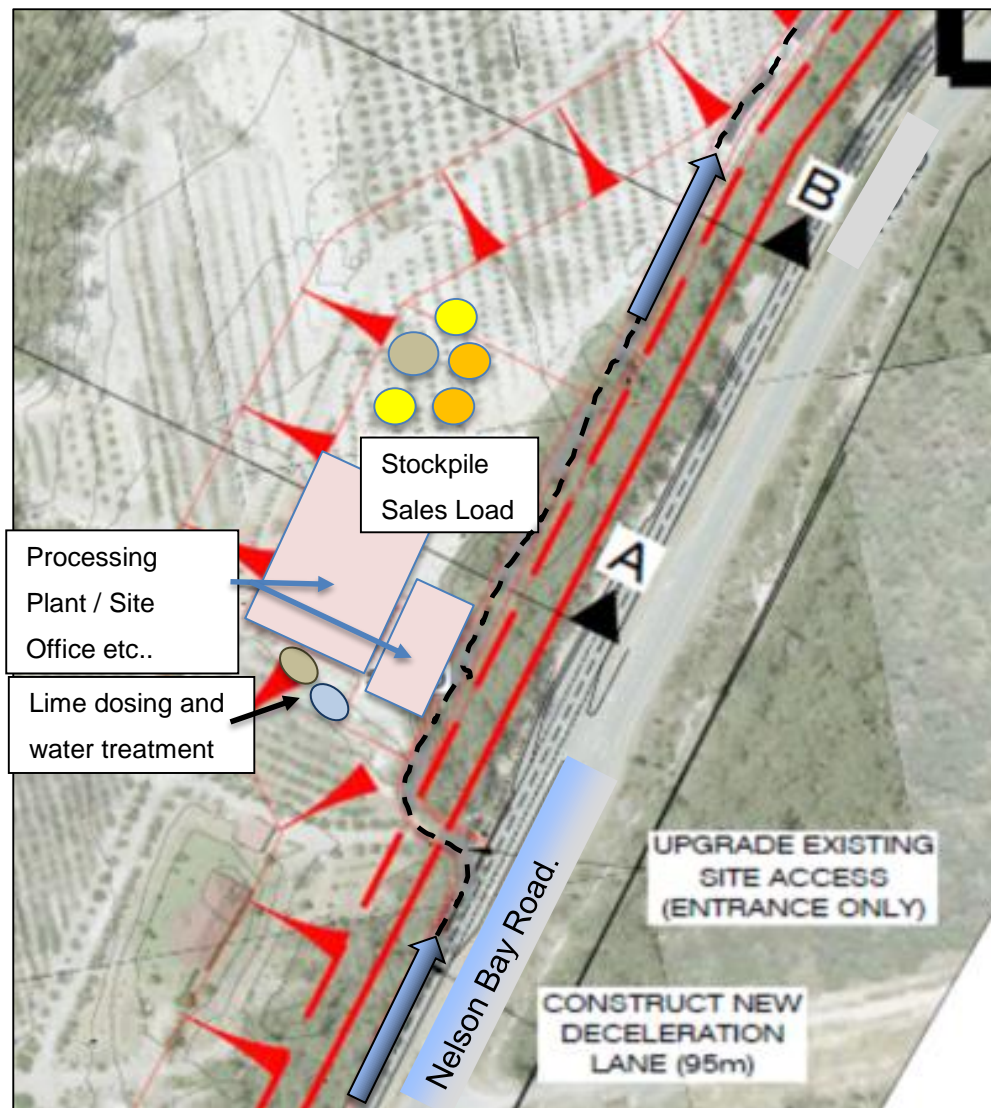 B
Stockpile
Sales Load
A
Processing
Plant / Site
Office etc..
Lime dosing and
water treatment
UPGRADE EXISTING
SITE ACCESS
(ENTRANCE ONLY)
Nelson Bay Road.
CONSTRUCT NEW
DECELERATION
LANE (95m)